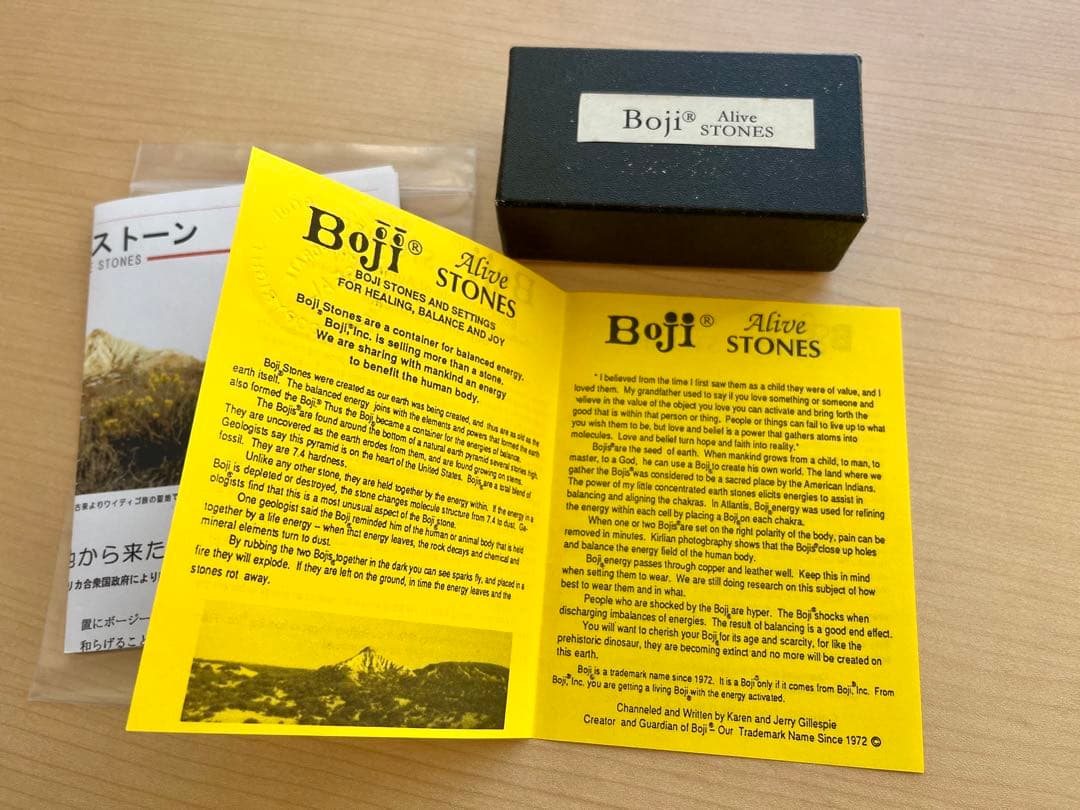 Boji® Alive
STONES
ストーン
STONES
古来よりワイティゴ族の聖地で
から来た
リカ合衆国政府により
置にボージー
和らげること
Boji® Alive
STONES
BOJI STONES AND SETTINGS
FOR HEALING, BALANCE AND JOY
Boji® Stones are a container for balanced energy.
Boji,® Inc. is selling more than a stone.
We are sharing with mankind an energy
to benefit the human body.
Boji® Stones were created as our earth was being created, and thus are as old as the
earth itself. The balanced energy joins with the elements and powers that formed the earth
also formed the Boji.® Thus the Boji® became a container for the energies of balance.
The Bojis® are found around the bottom of a natural earth pyramid several stories high.
They are uncovered as the earth erodes from them, and are found growing on stems.
Geologists say this pyramid is on the heart of the United States. Bojis® are a total blend of
fossil. They are 7.4 hardness.
Unlike any other stone, they are held together by the energy within. If the energy in a
Boji® is depleted or destroyed, the stone changes molecule structure from 7.4 to dust. Ge-
ologists find that this is a most unusual aspect of the Boji® stone.
One geologist said the Boji® reminded him of the human or animal body that is held
together by a life energy – when that energy leaves, the rock decays and chemical and
mineral elements turn to dust.
By rubbing the two Bojis® together in the dark you can see sparks fly, and placed in a
fire they will explode. If they are left on the ground, in time the energy leaves and the
stones rot away.
Boji® Alive
STONES
" I believed from the time I first saw them as a child they were of value, and I
loved them. My grandfather used to say if you love something or someone and
believe in the value of the object you love you can activate and bring forth the
good that is within that person or thing. People or things can fail to live up to what
you wish them to be, but love and belief is a power that gathers atoms into
molecules. Love and belief turn hope and faith into reality."
Bojis® are the seed of earth. When mankind grows from a child, to man, to
master, to a God, he can use a Boji® to create his own world. The land where we
gather the Bojis® was considered to be a sacred place by the American Indians.
The power of my little concentrated earth stones elicits energies to assist in
balancing and aligning the chakras. In Atlantis, Boji® energy was used for refining
the energy within each cell by placing a Boji® on each chakra.
When one or two Bojis® are set on the right polarity of the body, pain can be
removed in minutes. Kirlian photography shows that the Bojis® close up holes
and balance the energy field of the human body.
Boji® energy passes through copper and leather well. Keep this in mind
when setting them to wear. We are still doing research on this subject of how
best to wear them and in what.
People who are shocked by the Boji® are hyper. The Boji® shocks when
discharging imbalances of energies. The result of balancing is a good end effect.
You will want to cherish your Boji® for its age and scarcity, for like the
prehistoric dinosaur, they are becoming extinct and no more will be created on
this earth.
Boji® is a trademark name since 1972. It is a Boji® only if it comes from Boji,® Inc. From
Boji,® Inc. you are getting a living Boji® with the energy activated.
Channeled and Written by Karen and Jerry Gillespie
Creator and Guardian of Boji® – Our Trademark Name Since 1972 ©